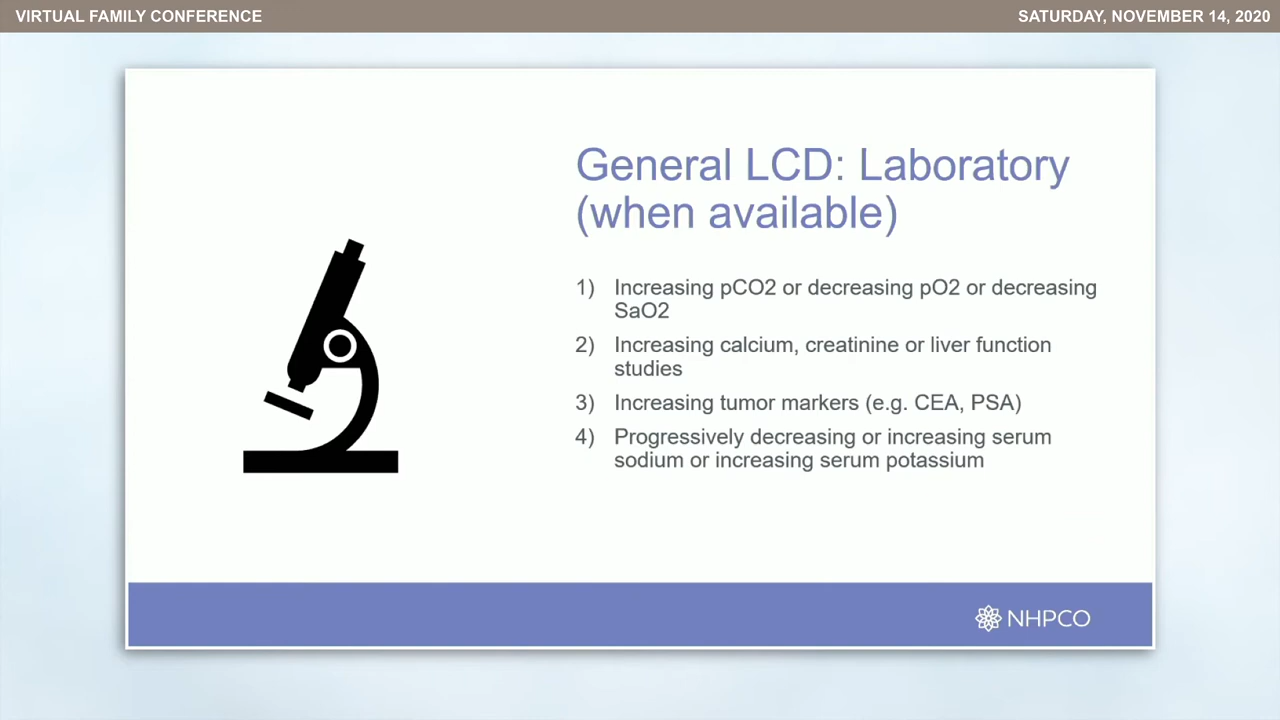 VIRTUAL FAMILY CONFERENCE
SATURDAY, NOVEMBER 14, 2020
General LCD: Laboratory
(when available)
1) Increasing pCO2 or decreasing pO2 or decreasing
SaO2
2) Increasing calcium, creatinine or liver function
studies
3) Increasing tumor markers (e.g. CEA, PSA)
4) Progressively decreasing or increasing serum
sodium or increasing serum potassium
NHPCO